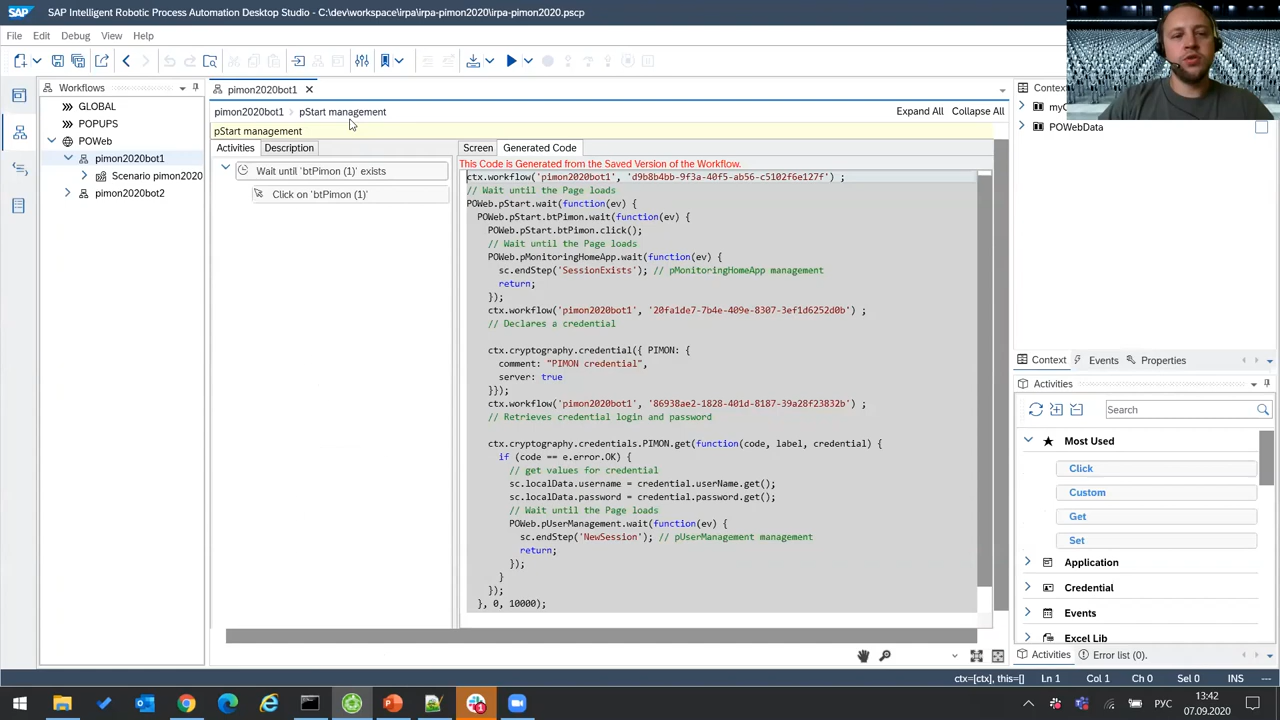 SAP Intelligent Robotic Process Automation Desktop Studio - C:\dev\workspace\irpa\irpa-pimon2020\irpa-pimon2020.pscp
File Edit Debug View Help
Workflows
GLOBAL
POPUPS
POWeb
pimon2020bot1
Scenario pimon2020
pimon2020bot2
pimon2020bot1
pimon2020bot1 > pStart management
Expand All Collapse All
pStart management
Activities Description
Wait until 'btPimon (1)' exists
Click on 'btPimon (1)'
Screen Generated Code
This Code is Generated from the Saved Version of the Workflow.
ctx.workflow('pimon2020bot1', 'd9b8b4bb-9f3a-40f5-ab56-c5102f6e127f') ;
// Wait until the Page loads
POWeb.pStart.wait(function(ev) {
POWeb.pStart.btPimon.wait(function(ev) {
POWeb.pStart.btPimon.click();
// Wait until the Page loads
POWeb.pMonitoringHomeApp.wait(function(ev) {
sc.endStep('SessionExists'); // pMonitoringHomeApp management
return;
});
ctx.workflow('pimon2020bot1', '20fa1de7-7b4e-409e-8307-3ef1d6252d0b') ;
// Declares a credential
ctx.cryptography.credential({ PIMON: {
comment: "PIMON credential",
server: true
}});
ctx.workflow('pimon2020bot1', '86938ae2-1828-401d-8187-39a28f23832b') ;
// Retrieves credential login and password
ctx.cryptography.credentials.PIMON.get(function(code, label, credential) {
if (code == e.error.OK) {
// get values for credential
sc.localData.username = credential.userName.get();
sc.localData.password = credential.password.get();
// Wait until the Page loads
POWeb.pUserManagement.wait(function(ev) {
sc.endStep('NewSession'); // pUserManagement management
return;
});
}
});
}, 0, 10000);
POWebData
Context Events Properties
Activities
Search
Most Used
Click
Custom
Get
Set
Application
Credential
Events
Excel Lib
Activities Error list (0).
ctx=[ctx], this=[] Ln 1 Col 1 Ch 0 Sel 0 INS ---
РУС
13:42
07.09.2020